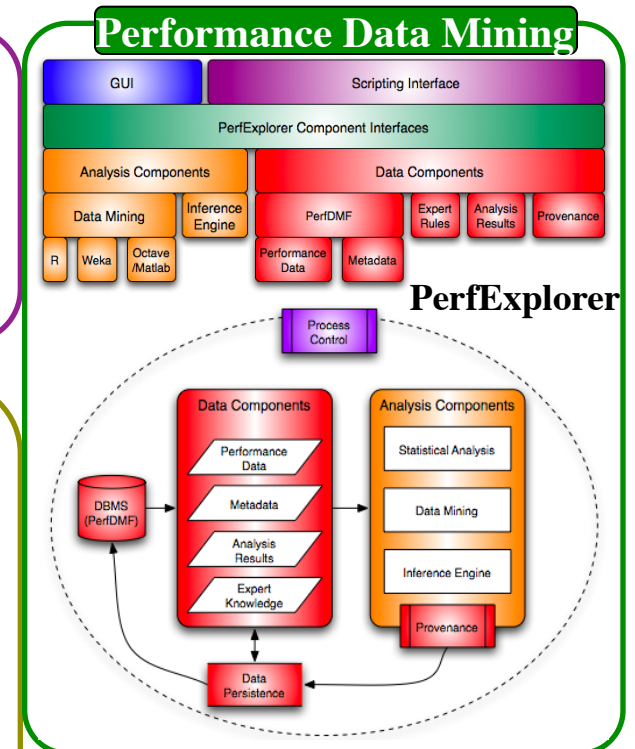 Performance Data Mining
GUI
Scripting Interface
PerfExplorer Component Interfaces
Analysis Components
Data Components
Data Mining
Inference
Engine
PerfDMF
Expert
Rules
Analysis
Results
Provenance
R
Weka
Octave
/Matlab
Performance
Data
Metadata
PerfExplorer
Process
Control
Data Components
Analysis Components
Performance
Data
Statistical Analysis
DBMS
(PerfDMF)
Metadata
Data Mining
Analysis
Results
Inference Engine
Expert
Knowledge
Provenance
Data
Persistence